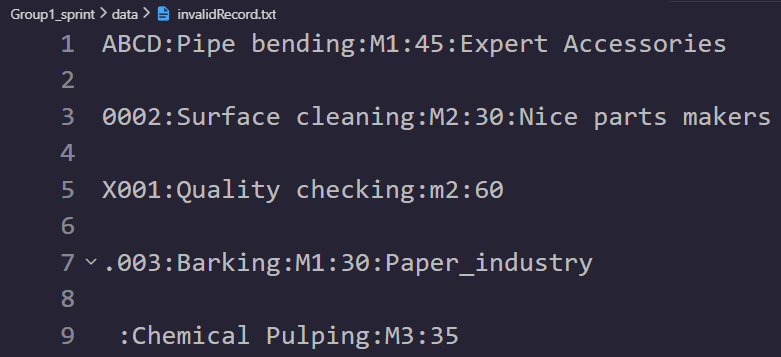 Group1_sprint > data > invalidRecord.txt
1 ABCD:Pipe bending:M1:45:Expert Accessories
2
3 0002:Surface cleaning:M2:30:Nice parts makers
4
5 X001:Quality checking:m2:60
6
7 .003:Barking:M1:30:Paper_industry
8
9  :Chemical Pulping:M3:35